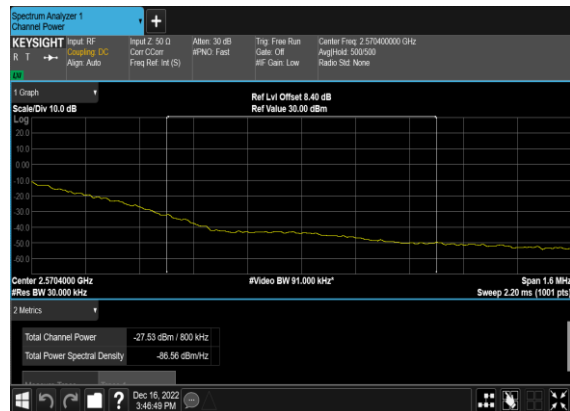 Spectrum Analyzer 1
Channel Power
+
KEYSIGHT Input: RF Input Z: 50 Ω Atten: 30 dB Trig: Free Run Center Freq: 2.570400000 GHz
R T Coupling: DC Corr CCorr #PNO: Fast Gate: Off Avg|Hold: 500/500
Align: Auto Freq Ref: Int (S) #IF Gain: Low Radio Std: None
1 Graph
Ref Lvl Offset 8.40 dB
Scale/Div 10.0 dB Ref Value 30.00 dBm
Log
20.0
10.0
0.00
-10.0
-20.0
-30.0
-40.0
-50.0
-60.0
Center 2.5704000 GHz #Video BW 91.000 kHz* Span 1.6 MHz
#Res BW 30.000 kHz Sweep 2.20 ms (1001 pts)
2 Metrics
Total Channel Power -27.53 dBm / 800 kHz
Total Power Spectral Density -86.56 dBm/Hz
? Dec 16, 2022
3:46:49 PM